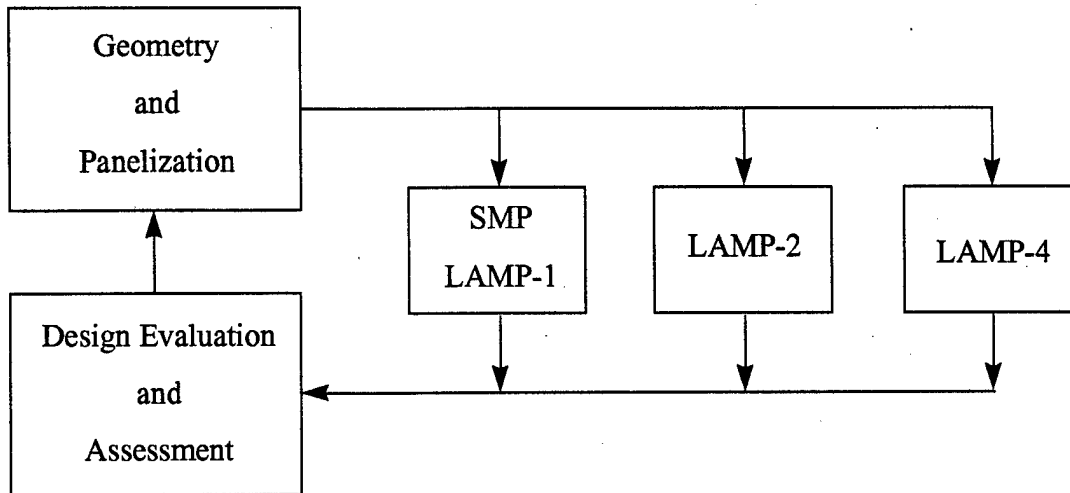 Geometry
and
Panelization
SMP
LAMP-1
LAMP-2
LAMP-4
Design Evaluation
and
Assessment